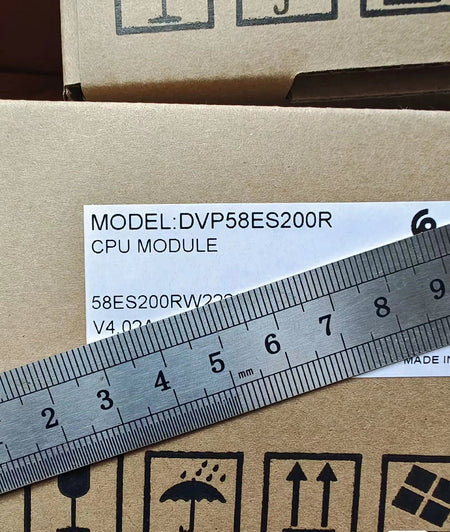 MODEL:DVP58ES200R
CPU MODULE
58ES200RW
V4.02
MADE IN
2 3 4 5 6 7 8 9
mm